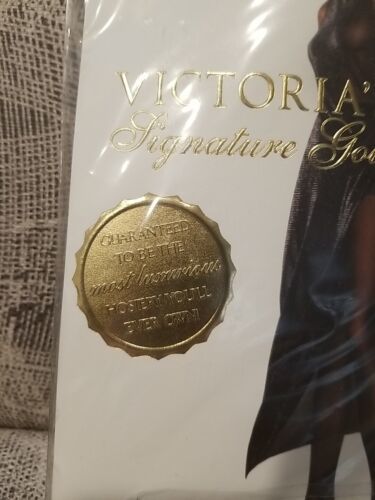 VICTORIA'
Signature Go
GUARANTEED
TO BE THE
most luxurious
HOSIERY YOU'LL
EVER OWN!